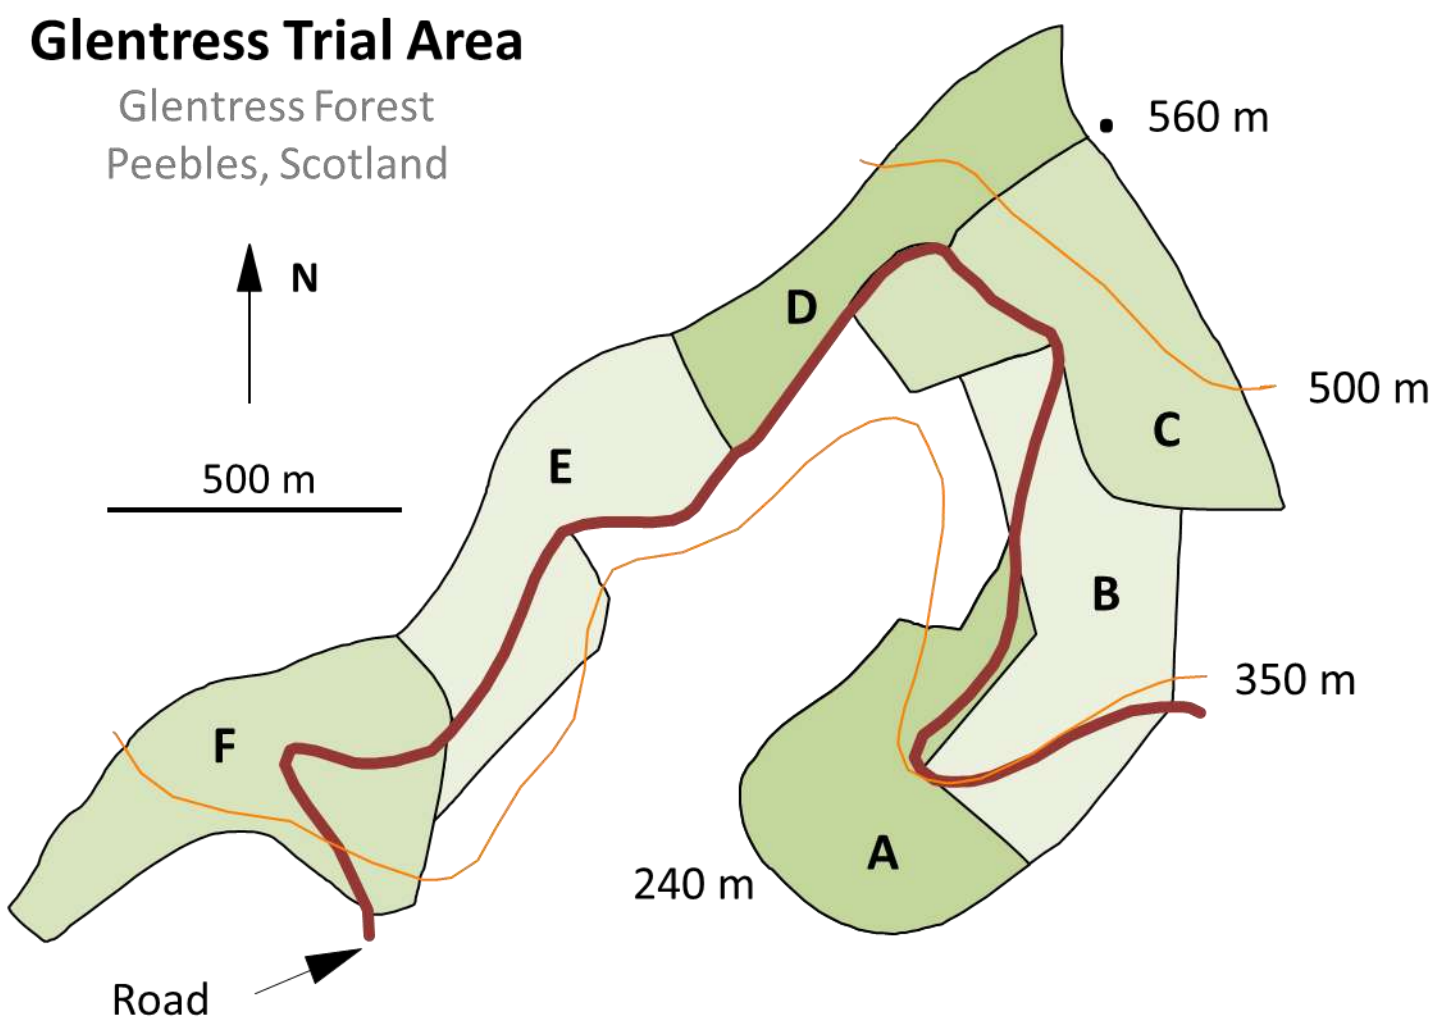 Glentress Trial Area
Glentress Forest
Peebles, Scotland
560 m
N
D
500 m
C
E
500 m
B
350 m
F
A
240 m
Road